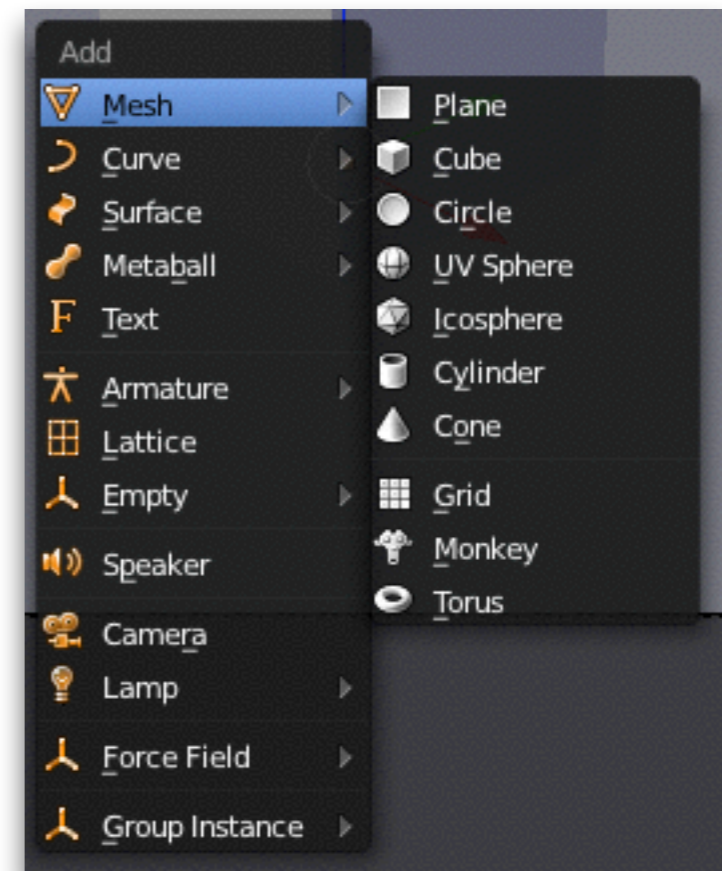 Add
Mesh
Curve
Surface
Metaball
Text
Armature
Lattice
Empty
Speaker
Camera
Lamp
Force Field
Group Instance
Plane
Cube
Circle
UV Sphere
Icosphere
Cylinder
Cone
Grid
Monkey
Torus